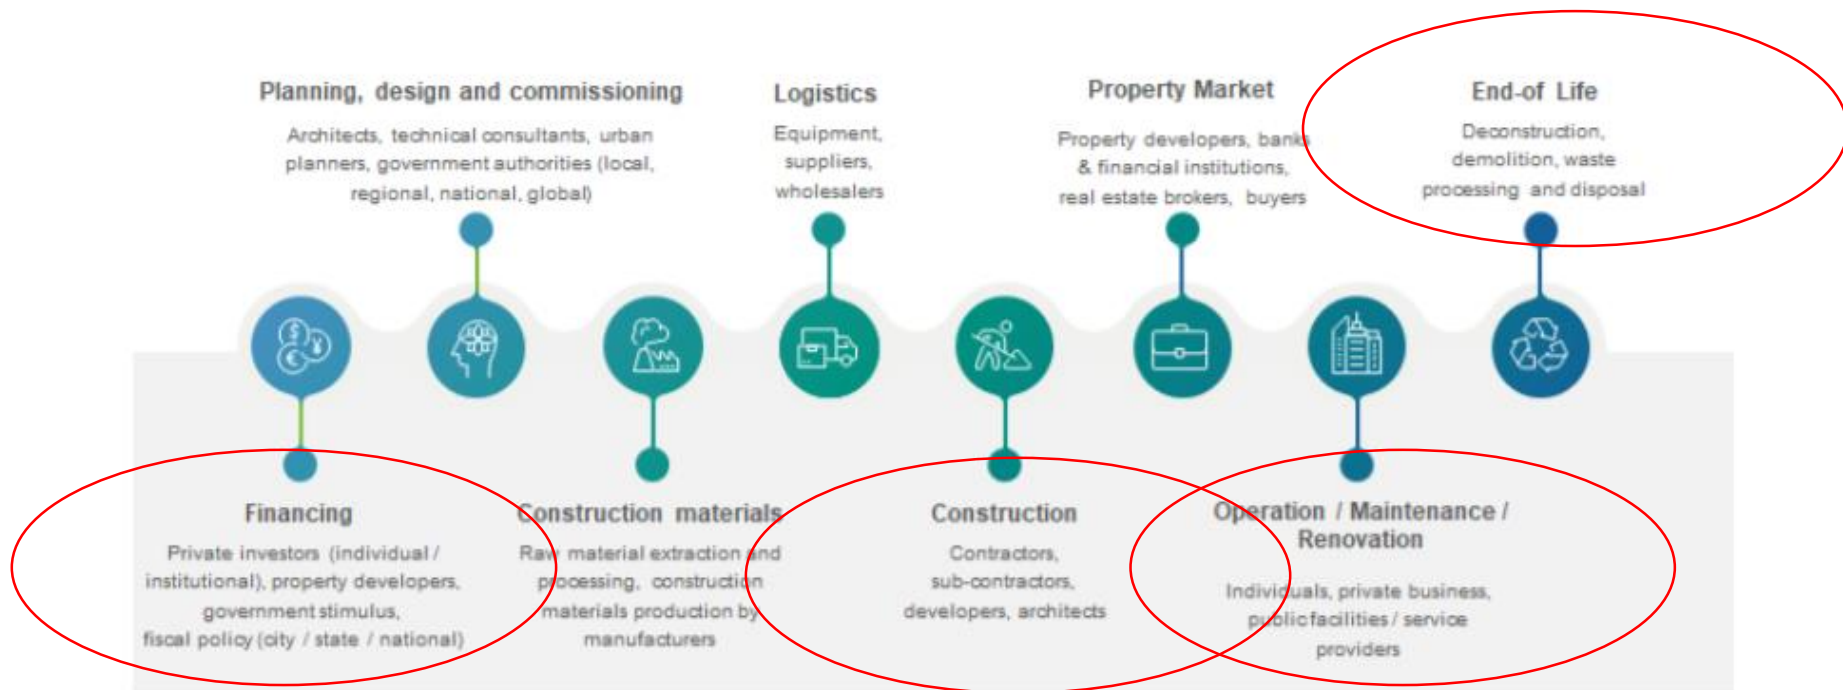 Planning, design and commissioning
Architects, technical consultants, urban
planners, government authorities (local,
regional, national, global)
Logistics
Equipment,
suppliers,
wholesalers
Property Market
Property developers, banks
& financial institutions,
real estate brokers, buyers
End-of Life
Deconstruction,
demolition, waste
processing and disposal
$
¥
€
Financing
Private investors (individual /
institutional), property developers,
government stimulus,
fiscal policy (city / state / national)
Construction materials
Raw material extraction and
processing, construction
materials production by
manufacturers
Construction
Contractors,
sub-contractors,
developers, architects
Operation / Maintenance /
Renovation
Individuals, private business,
public facilities / service
providers